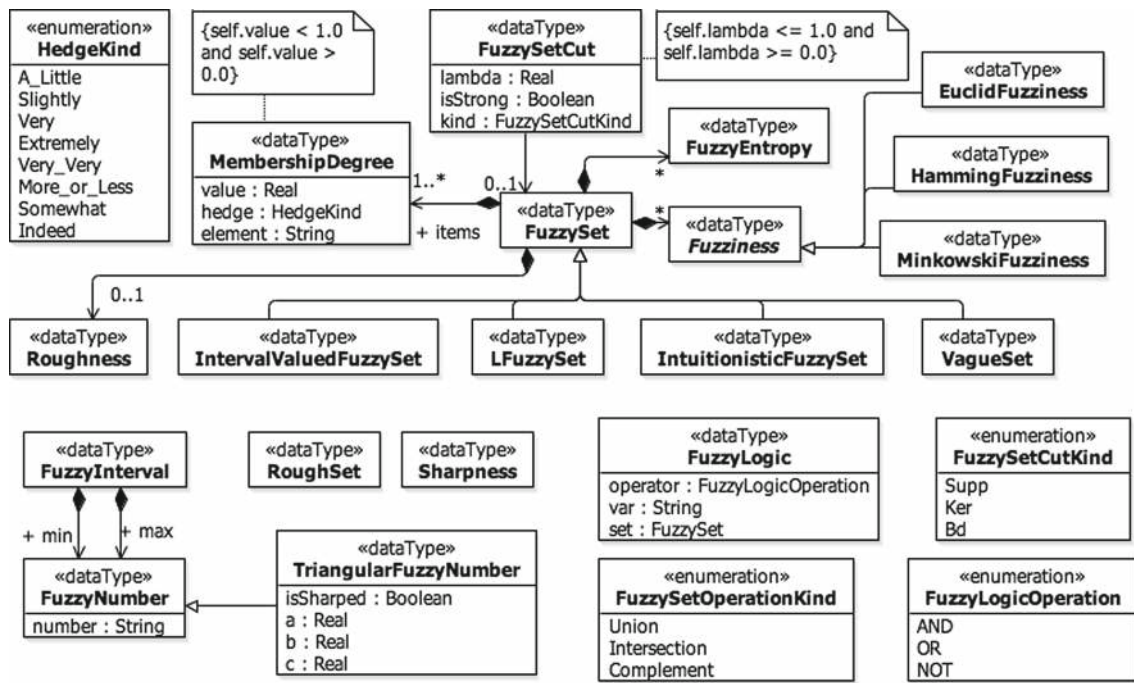 «enumeration»
HedgeKind
A_Little
Slightly
Very
Extremely
Very_Very
More_or_Less
Somewhat
Indeed
{self.value < 1.0
and self.value >
0.0}
«dataType»
FuzzySetCut
lambda : Real
isStrong : Boolean
kind : FuzzySetCutKind
{self.lambda <= 1.0 and
self.lambda >= 0.0}
«dataType»
EuclidFuzziness
«dataType»
MembershipDegree
value : Real
hedge : HedgeKind
element : String
1..*
+ items
0..1
«dataType»
FuzzySet
«dataType»
FuzzyEntropy
*
*
«dataType»
Fuzziness
«dataType»
HammingFuzziness
«dataType»
MinkowskiFuzziness
0..1
«dataType»
Roughness
«dataType»
IntervalValuedFuzzySet
«dataType»
LFuzzySet
«dataType»
IntuitionisticFuzzySet
«dataType»
VagueSet
«dataType»
FuzzyInterval
+ min
+ max
«dataType»
FuzzyNumber
number : String
«dataType»
RoughSet
«dataType»
Sharpness
«dataType»
TriangularFuzzyNumber
isSharped : Boolean
a : Real
b : Real
c : Real
«dataType»
FuzzyLogic
operator : FuzzyLogicOperation
var : String
set : FuzzySet
«enumeration»
FuzzySetCutKind
Supp
Ker
Bd
«enumeration»
FuzzySetOperationKind
Union
Intersection
Complement
«enumeration»
FuzzyLogicOperation
AND
OR
NOT